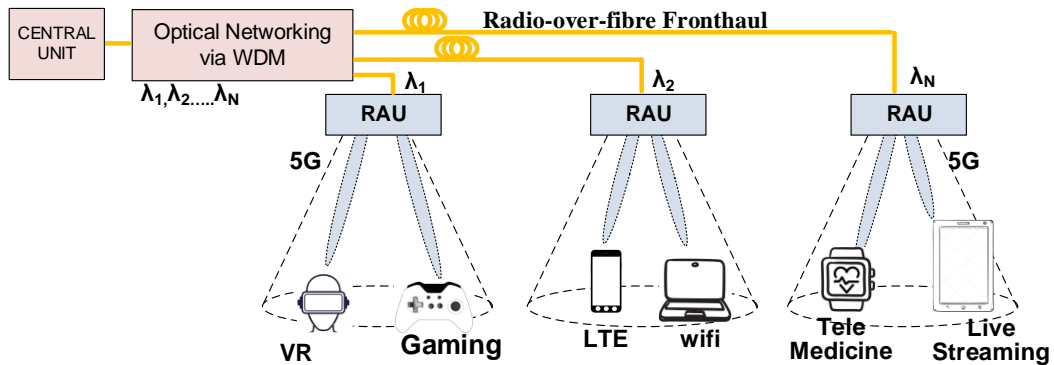 CENTRAL
UNIT
Optical Networking
via WDM
Radio-over-fibre Fronthaul
λ1,λ2.....λN
λ1
λ2
λN
RAU
RAU
RAU
5G
5G
VR
Gaming
LTE
wifi
Tele
Medicine
Live
Streaming